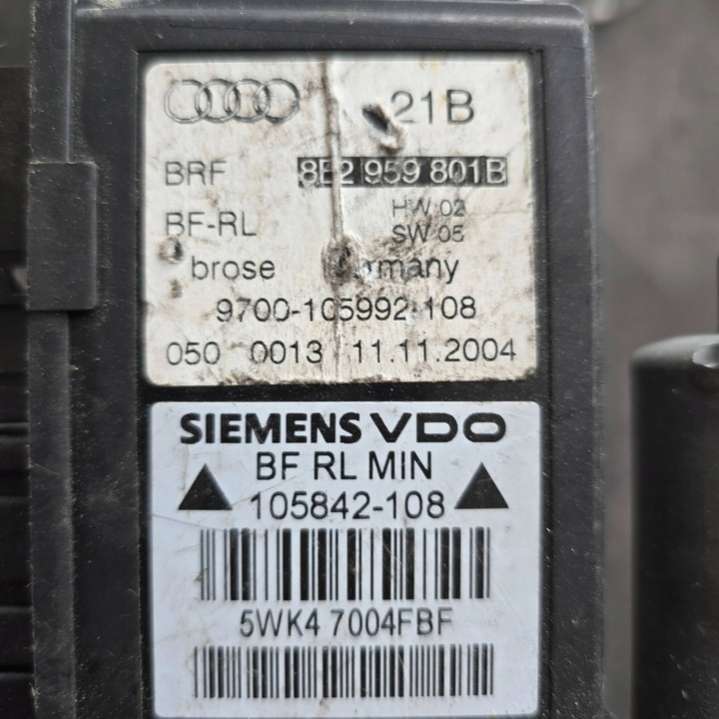 21B
BRF 8E2 959 801B
BF-RL HW 02
SW 05
brose Germany
9700-105992-108
050 0013 11.11.2004
SIEMENS VDO
BF RL MIN
105842-108
5WK4 7004FBF